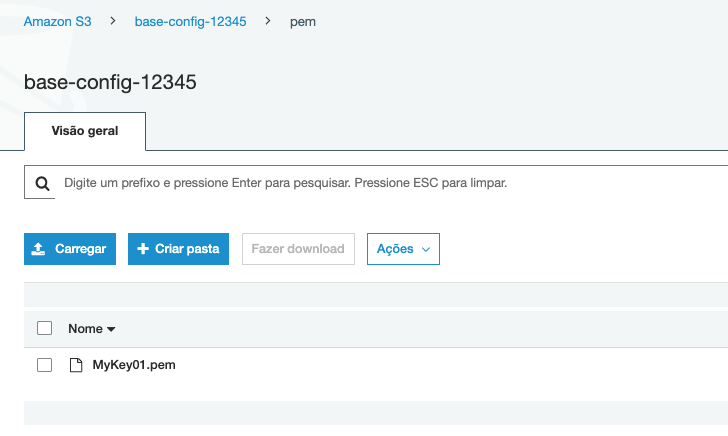 Amazon S3 > base-config-12345 > pem
base-config-12345
Visão geral
Digite um prefixo e pressione Enter para pesquisar. Pressione ESC para limpar.
Carregar + Criar pasta Fazer download Ações
Nome
MyKey01.pem